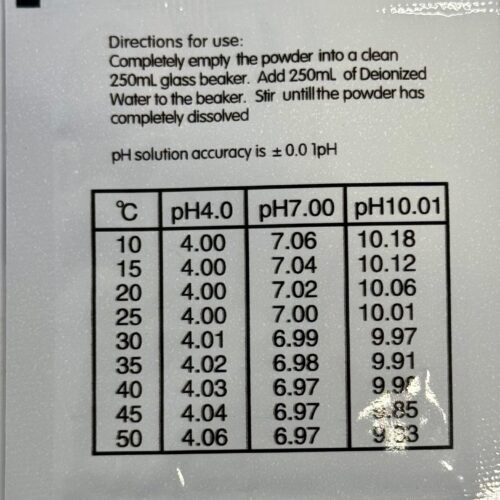 Directions for use:
Completely empty the powder into a clean
250mL glass beaker. Add 250mL of Deionized
Water to the beaker. Stir untill the powder has
completely dissolved
pH solution accuracy is ± 0.0 1pH
°C pH4.0 pH7.00 pH10.01
10 4.00 7.06 10.18
15 4.00 7.04 10.12
20 4.00 7.02 10.06
25 4.00 7.00 10.01
30 4.01 6.99 9.97
35 4.02 6.98 9.91
40 4.03 6.97
45 4.04 6.97 9.85
50 4.06 6.97